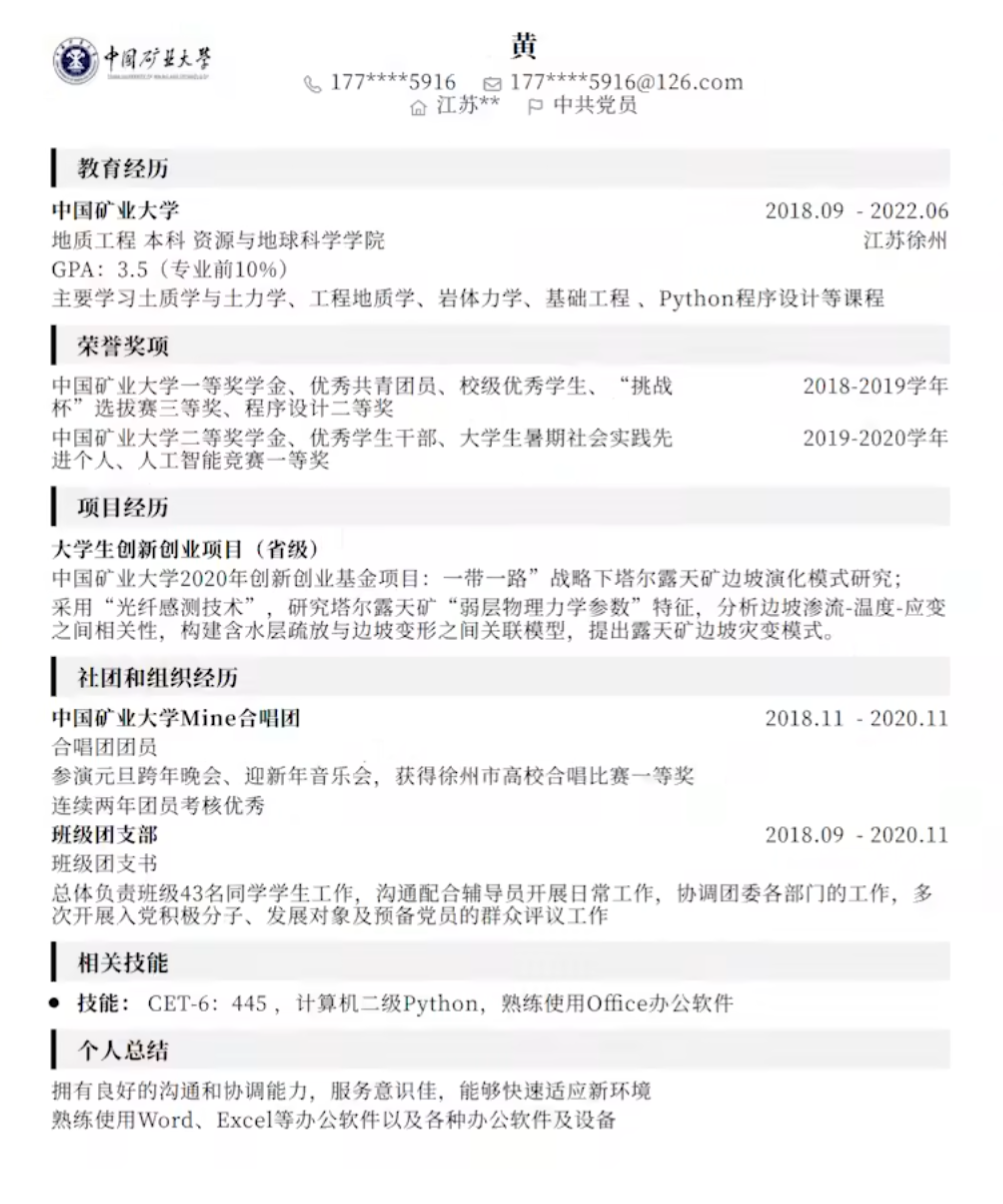 中国矿业大学
黄
177****5916 177****5916@126.com
江苏** 中共党员
教育经历
中国矿业大学 2018.09 - 2022.06
地质工程 本科 资源与地球科学学院 江苏徐州
GPA：3.5（专业前10%）
主要学习土质学与土力学、工程地质学、岩体力学、基础工程 、Python程序设计等课程
荣誉奖项
中国矿业大学一等奖学金、优秀共青团员、校级优秀学生、“挑战 2018-2019学年
杯”选拔赛三等奖、程序设计二等奖
中国矿业大学二等奖学金、优秀学生干部、大学生暑期社会实践先 2019-2020学年
进个人、人工智能竞赛一等奖
项目经历
大学生创新创业项目（省级）
中国矿业大学2020年创新创业基金项目：一带一路”战略下塔尔露天矿边坡演化模式研究；
采用“光纤感测技术”，研究塔尔露天矿“弱层物理力学参数”特征，分析边坡渗流-温度-应变
之间相关性，构建含水层疏放与边坡变形之间关联模型，提出露天矿边坡灾变模式。
社团和组织经历
中国矿业大学Mine合唱团 2018.11 - 2020.11
合唱团团员
参演元旦跨年晚会、迎新年音乐会，获得徐州市高校合唱比赛一等奖
连续两年团员考核优秀
班级团支部 2018.09 - 2020.11
班级团支书
总体负责班级43名同学学生工作，沟通配合辅导员开展日常工作，协调团委各部门的工作，多
次开展入党积极分子、发展对象及预备党员的群众评议工作
相关技能
● 技能： CET-6：445 ，计算机二级Python，熟练使用Office办公软件
个人总结
拥有良好的沟通和协调能力，服务意识佳，能够快速适应新环境
熟练使用Word、Excel等办公软件以及各种办公软件及设备